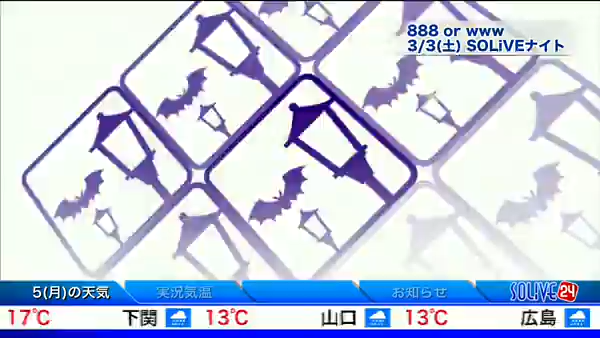 888 or www
3/3(土) SOLiVEナイト
5(月)の天気 実況気温 お知らせ SOLiVE24
17℃ 下関 13℃ 山口 13℃ 広島